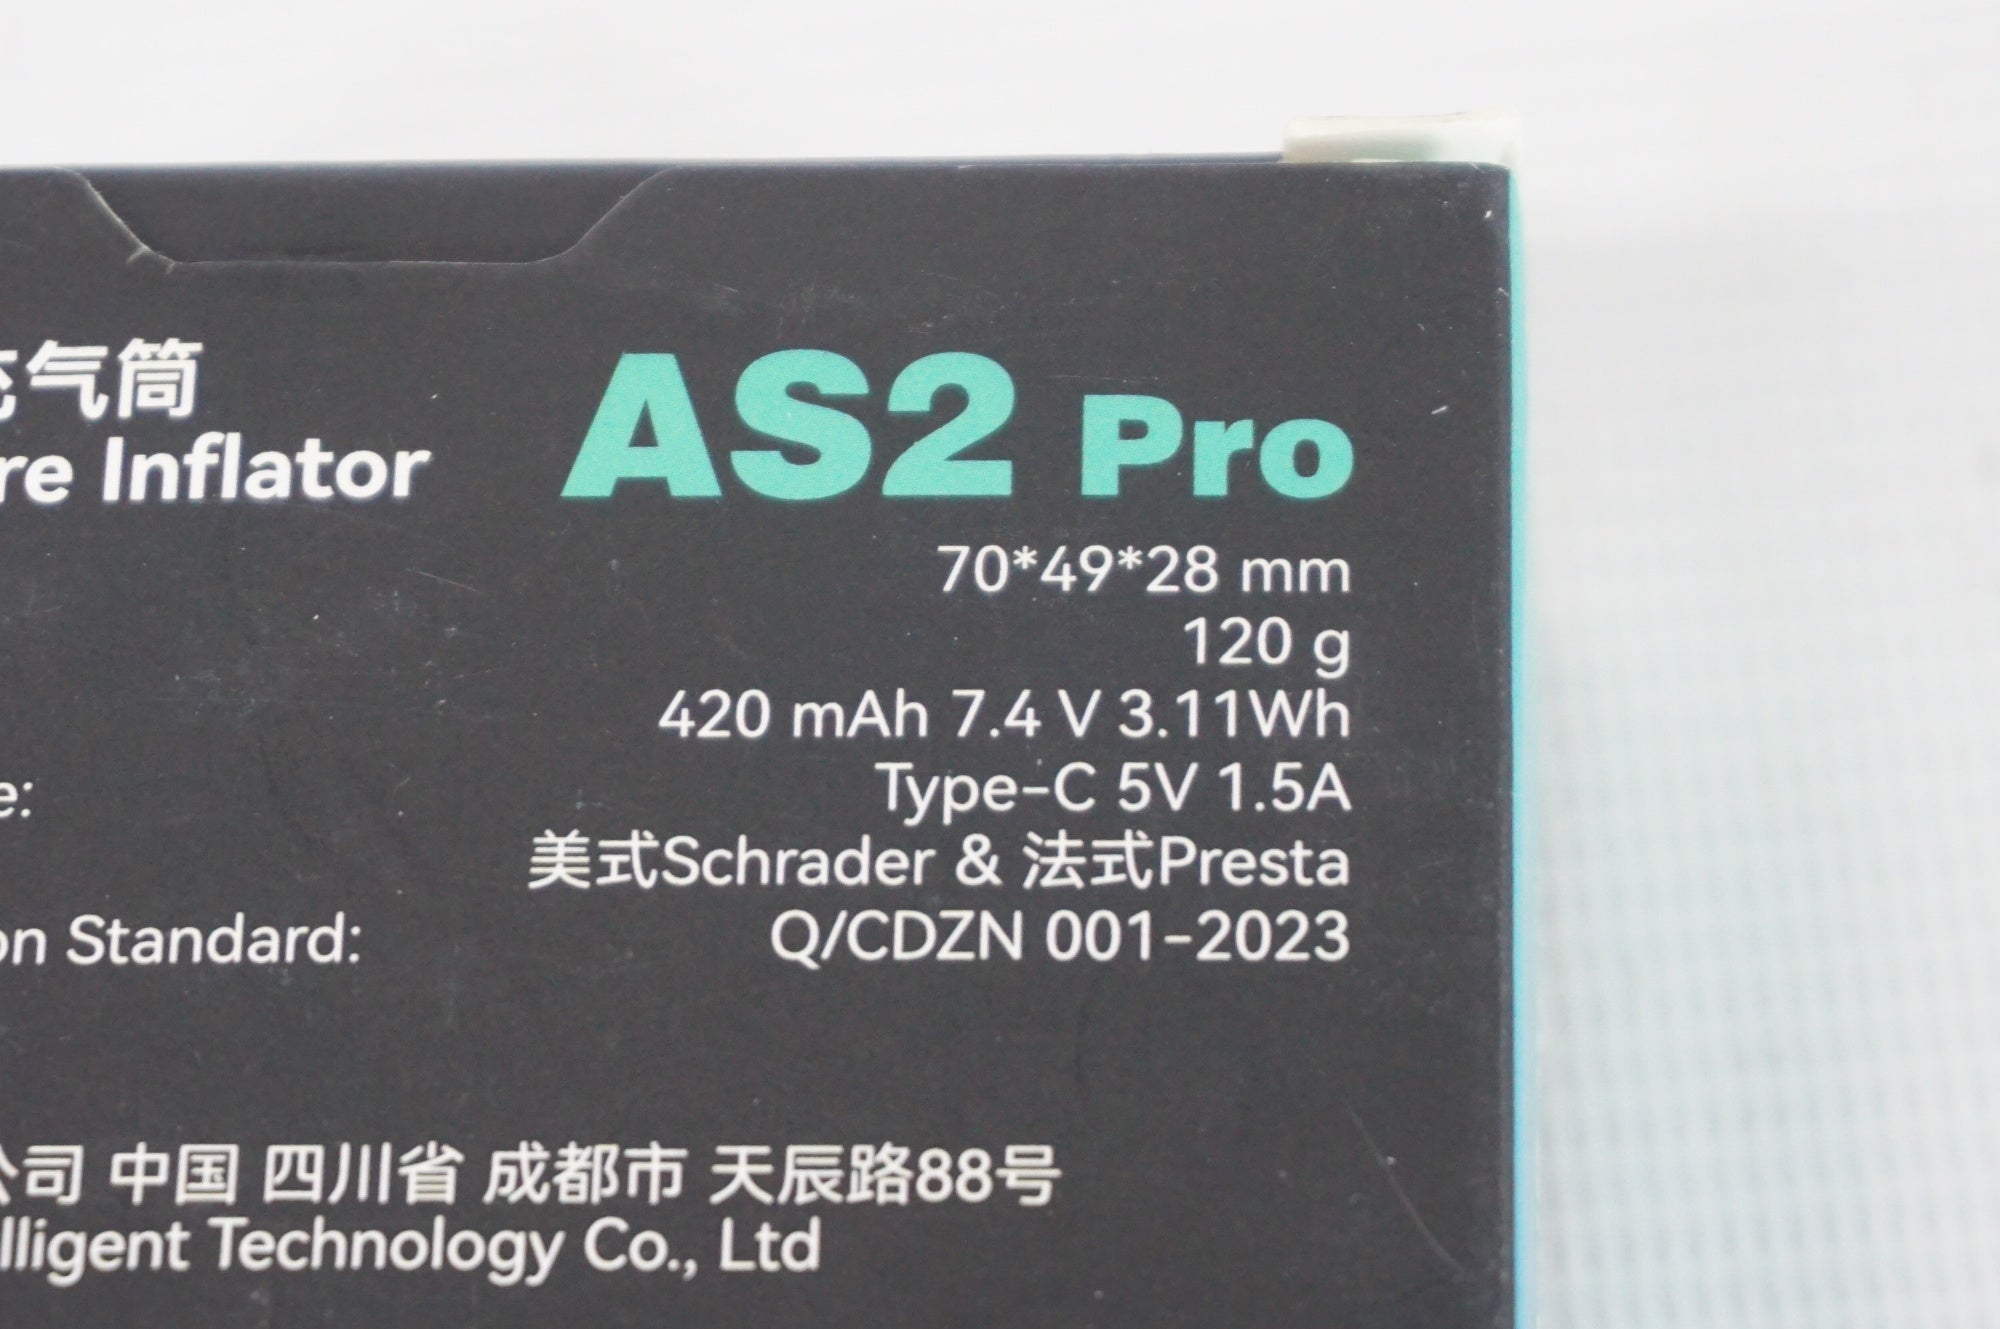 充气筒
re Inflator
AS2 Pro
70*49*28 mm
120 g
420 mAh 7.4 V 3.11Wh
e:
Type-C 5V 1.5A
美式Schrader & 法式Presta
on Standard:
Q/CDZN 001-2023
公司 中国 四川省 成都市 天辰路88号
lligent Technology Co., Ltd